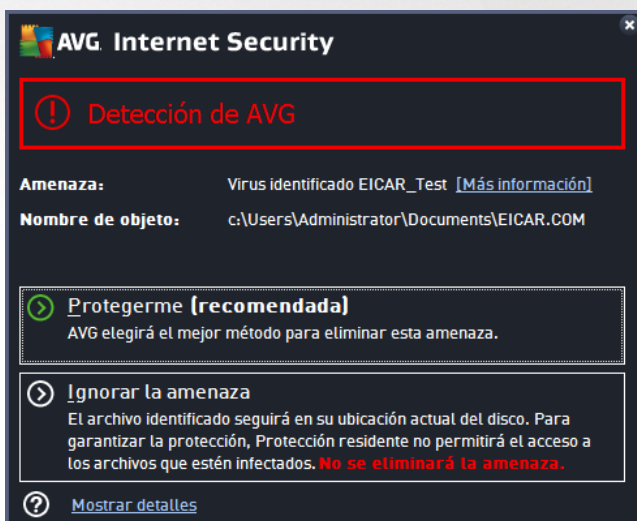 AVG. Internet Security
Detección de AVG
Amenaza: Virus identificado EICAR_Test [Más información]
Nombre de objeto: c:\Users\Administrator\Documents\EICAR.COM
Protegerme (recomendada)
AVG elegirá el mejor método para eliminar esta amenaza.
Ignorar la amenaza
El archivo identificado seguirá en su ubicación actual del disco. Para
garantizar la protección, Protección residente no permitirá el acceso a
los archivos que estén infectados. No se eliminará la amenaza.
Mostrar detalles